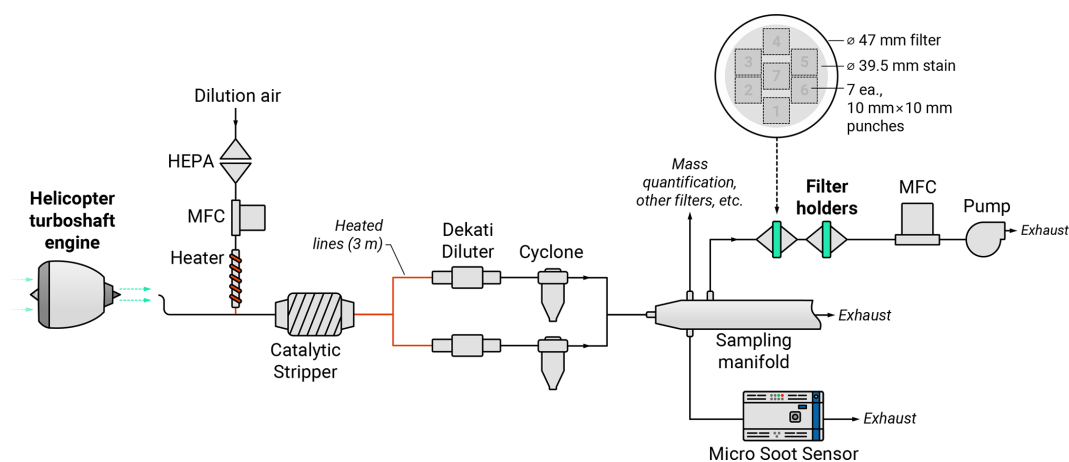 ⌀ 47 mm filter
⌀ 39.5 mm stain
7 ea.,
10 mm×10 mm
punches
4
3
5
7
2
6
1
Dilution air
HEPA
MFC
Heater
Helicopter
turboshaft
engine
Catalytic
Stripper
Heated
lines (3 m)
Dekati
Diluter
Cyclone
Mass
quantification,
other filters, etc.
Filter
holders
MFC
Pump
Exhaust
Exhaust
Sampling
manifold
Exhaust
Micro Soot Sensor